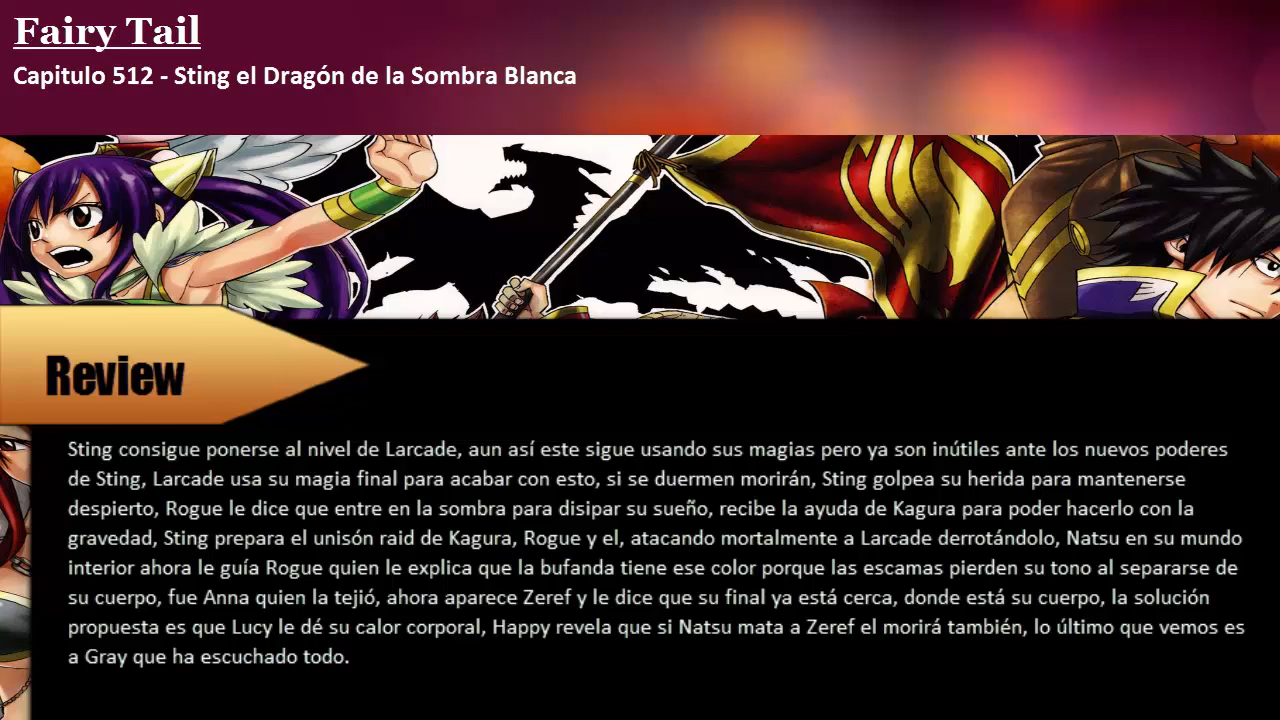 Fairy Tail
Capitulo 512 - Sting el Dragón de la Sombra Blanca
Review
Sting consigue ponerse al nivel de Larcade, aun así este sigue usando sus magias pero ya son inútiles ante los nuevos poderes
de Sting, Larcade usa su magia final para acabar con esto, si se duermen morirán, Sting golpea su herida para mantenerse
despierto, Rogue le dice que entre en la sombra para disipar su sueño, recibe la ayuda de Kagura para poder hacerlo con la
gravedad, Sting prepara el unisón raid de Kagura, Rogue y el, atacando mortalmente a Larcade derrotándolo, Natsu en su mundo
interior ahora le guía Rogue quien le explica que la bufanda tiene ese color porque las escamas pierden su tono al separarse de
su cuerpo, fue Anna quien la tejió, ahora aparece Zeref y le dice que su final ya está cerca, donde está su cuerpo, la solución
propuesta es que Lucy le dé su calor corporal, Happy revela que si Natsu mata a Zeref el morirá también, lo último que vemos es
a Gray que ha escuchado todo.